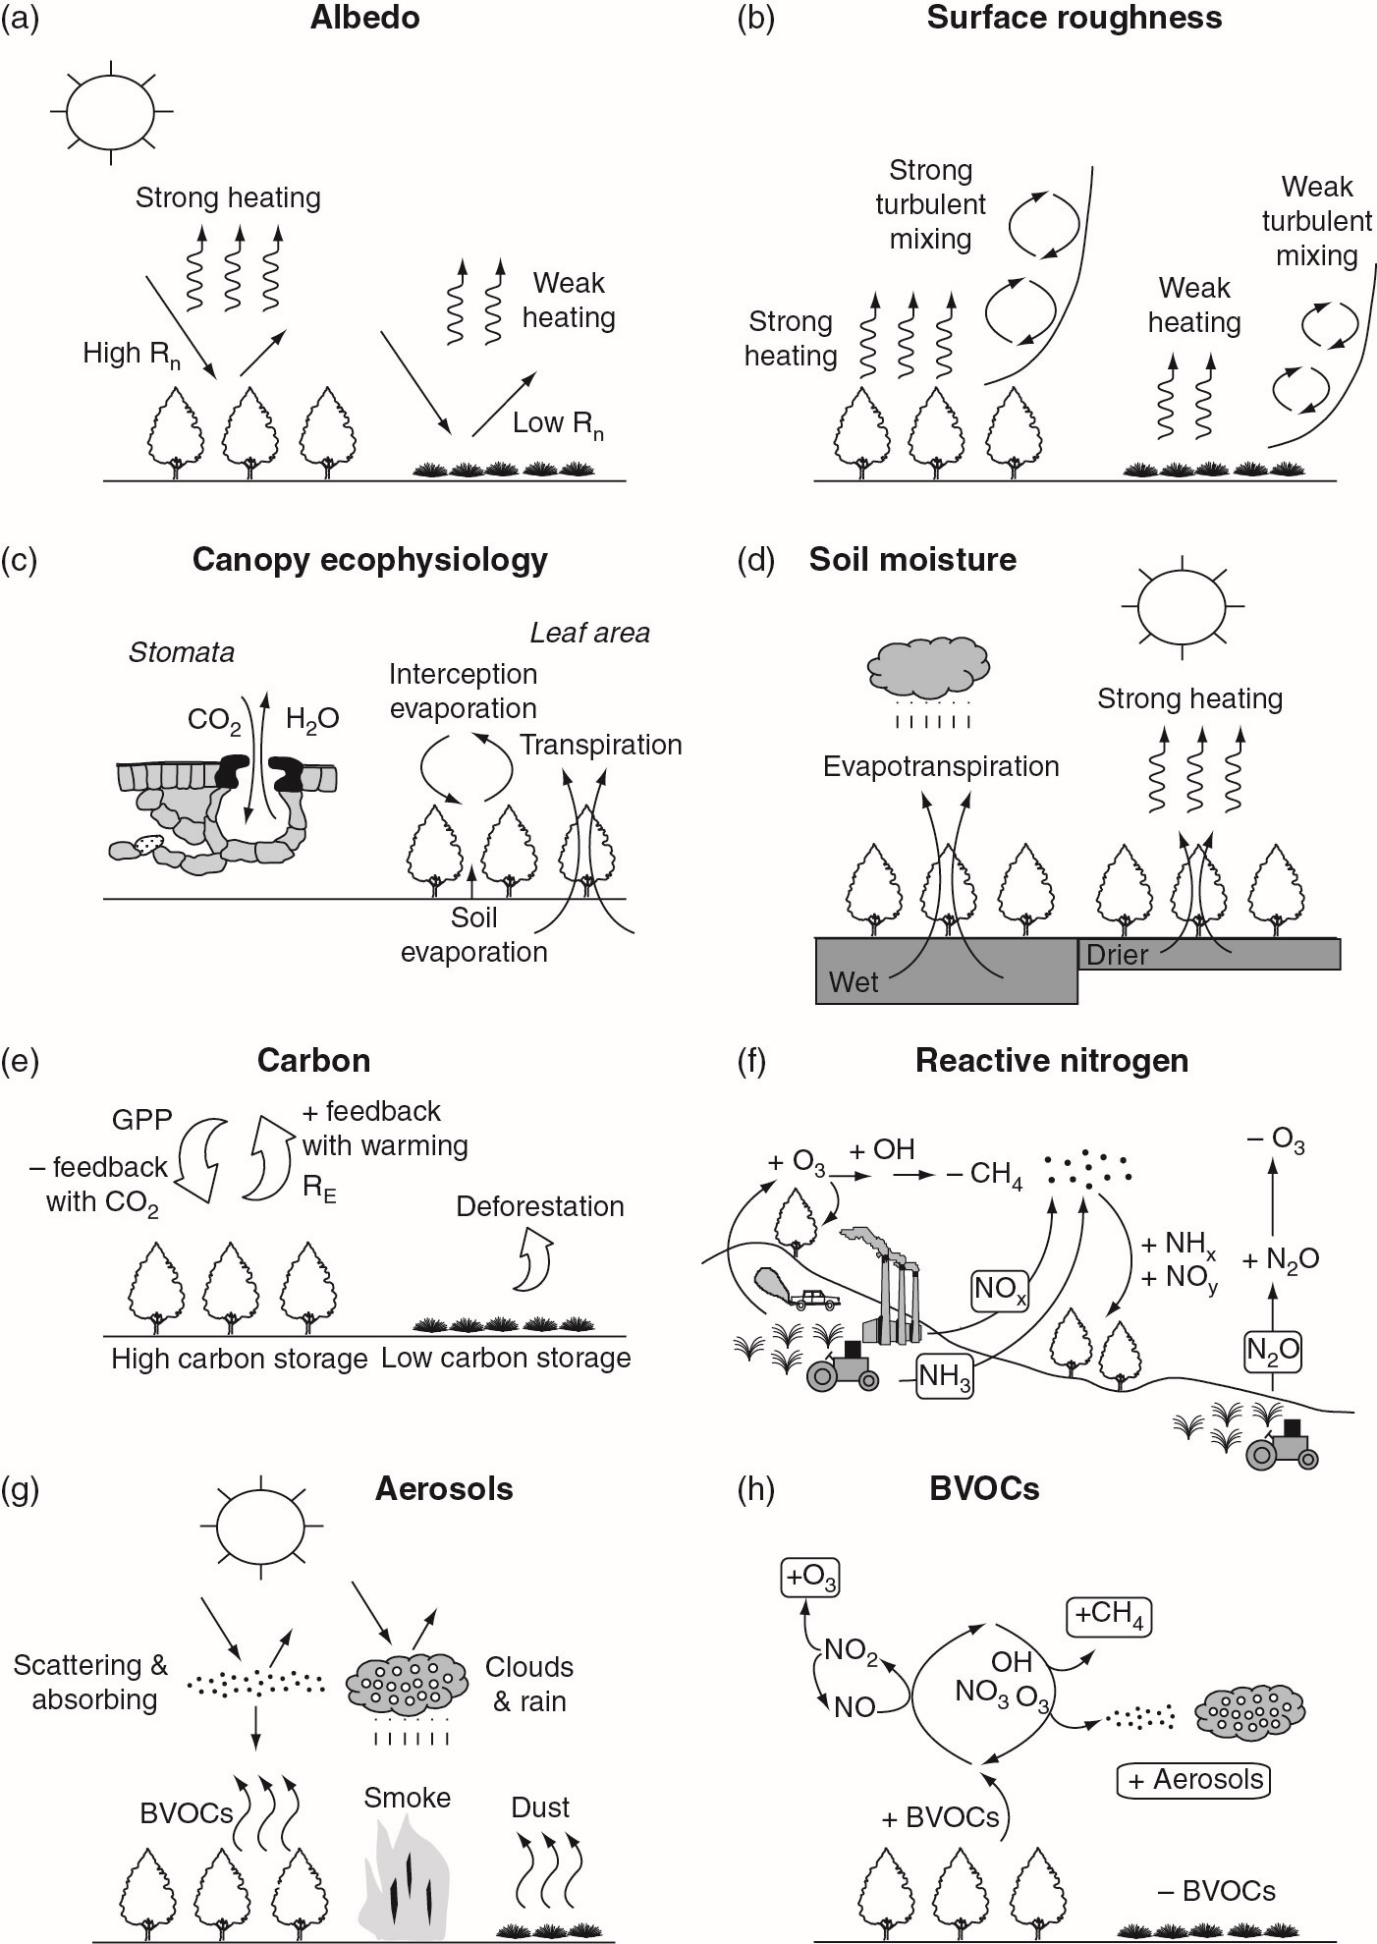 (a)
Albedo
Strong heating
High Rn
Weak
heating
Low Rn
(b)
Surface roughness
Strong
turbulent
mixing
Strong
heating
Weak
turbulent
mixing
Weak
heating
(c)
Canopy ecophysiology
Stomata
CO2
H2O
Leaf area
Interception
evaporation
Transpiration
Soil
evaporation
(d)
Soil moisture
Evapotranspiration
Strong heating
Wet
Drier
(e)
Carbon
GPP
– feedback
with CO2
+ feedback
with warming
RE
Deforestation
High carbon storage
Low carbon storage
(f)
Reactive nitrogen
+ O3
+ OH
– CH4
NOx
NH3
+ NHx
+ NOy
– O3
+ N2O
N2O
(g)
Aerosols
Scattering &
absorbing
Clouds
& rain
BVOCs
Smoke
Dust
(h)
BVOCs
+O3
NO2
NO
OH
NO3 O3
+CH4
+ Aerosols
+ BVOCs
– BVOCs